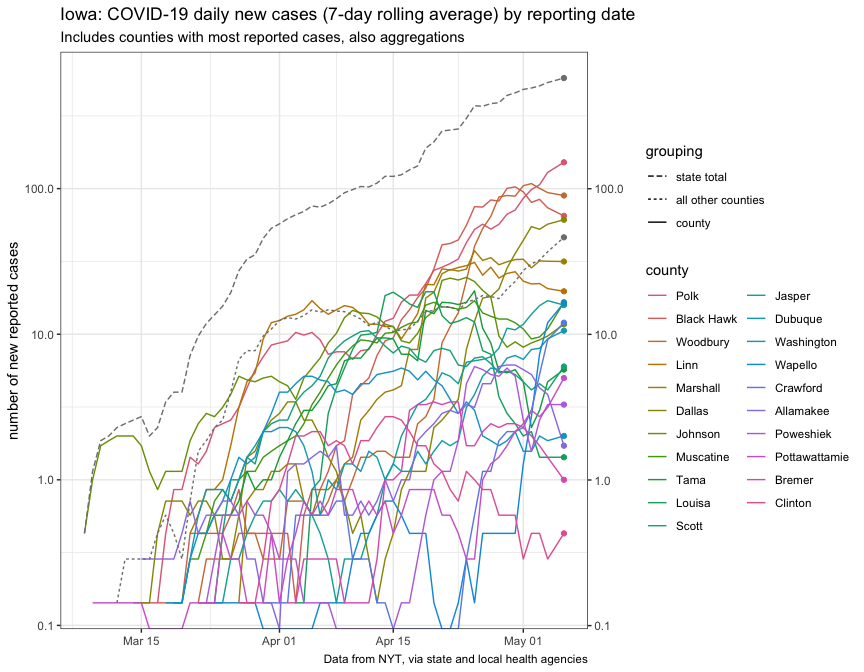 Iowa: COVID-19 daily new cases (7-day rolling average) by reporting date
Includes counties with most reported cases, also aggregations
number of new reported cases
100.0
10.0
1.0
0.1
100.0
10.0
1.0
0.1
Mar 15
Apr 01
Apr 15
May 01
Data from NYT, via state and local health agencies
grouping
state total
all other counties
county
county
Polk
Black Hawk
Woodbury
Linn
Marshall
Dallas
Johnson
Muscatine
Tama
Louisa
Scott
Jasper
Dubuque
Washington
Wapello
Crawford
Allamakee
Poweshiek
Pottawattamie
Bremer
Clinton